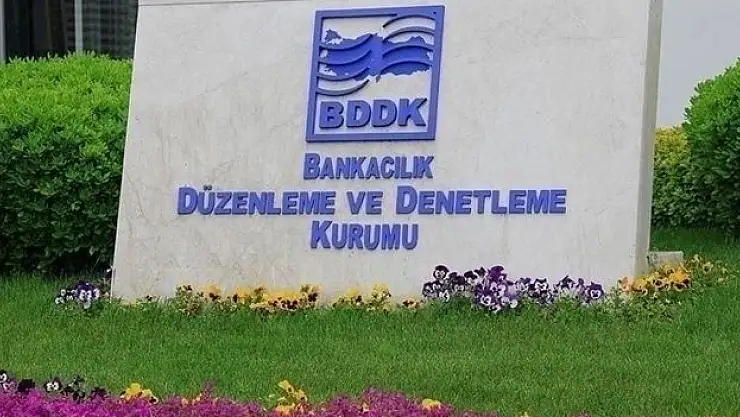 BDDK
BANKACILIK
DÜZENLEME VE DENETLEME
KURUMU